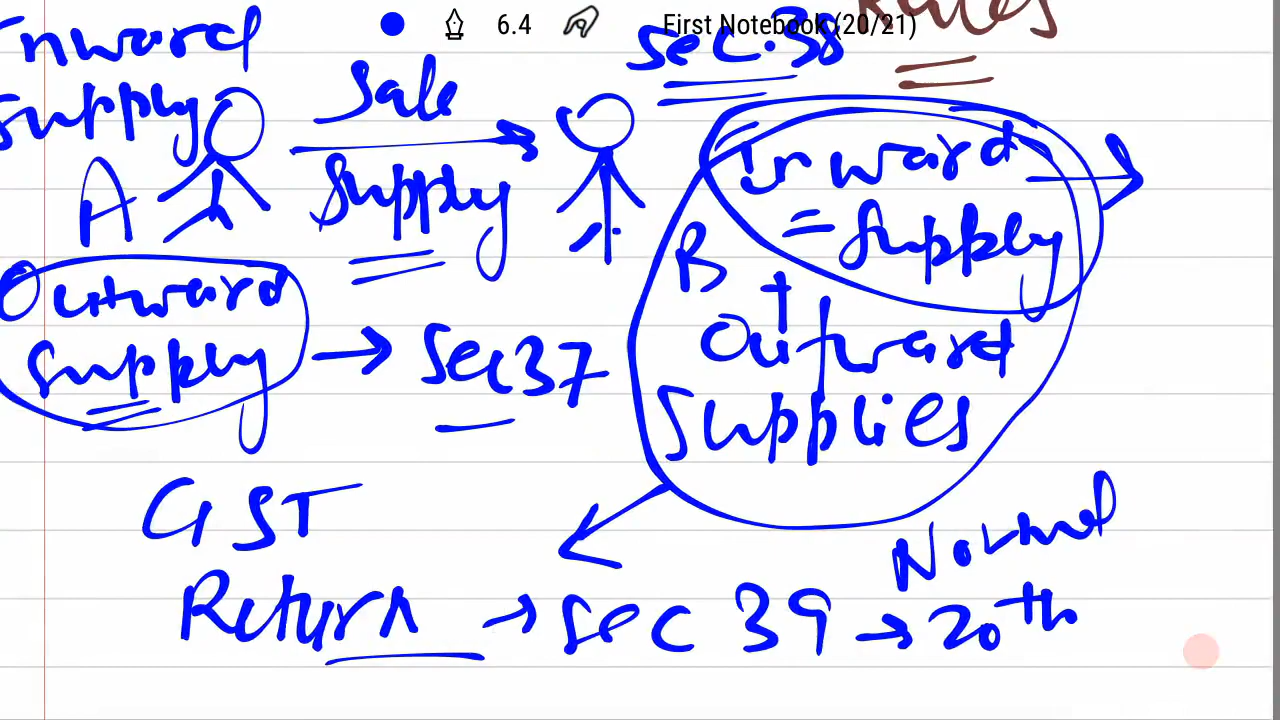 6.4 First Notebook (20/21)
Inward Supply
Sale
Supply
Sec.38
Rules
A
B
Inward
= Supply
+
Outward
Supplies
Outward
Supply → Sec 37
GST
Return → Sec 39 → 20th
Normal